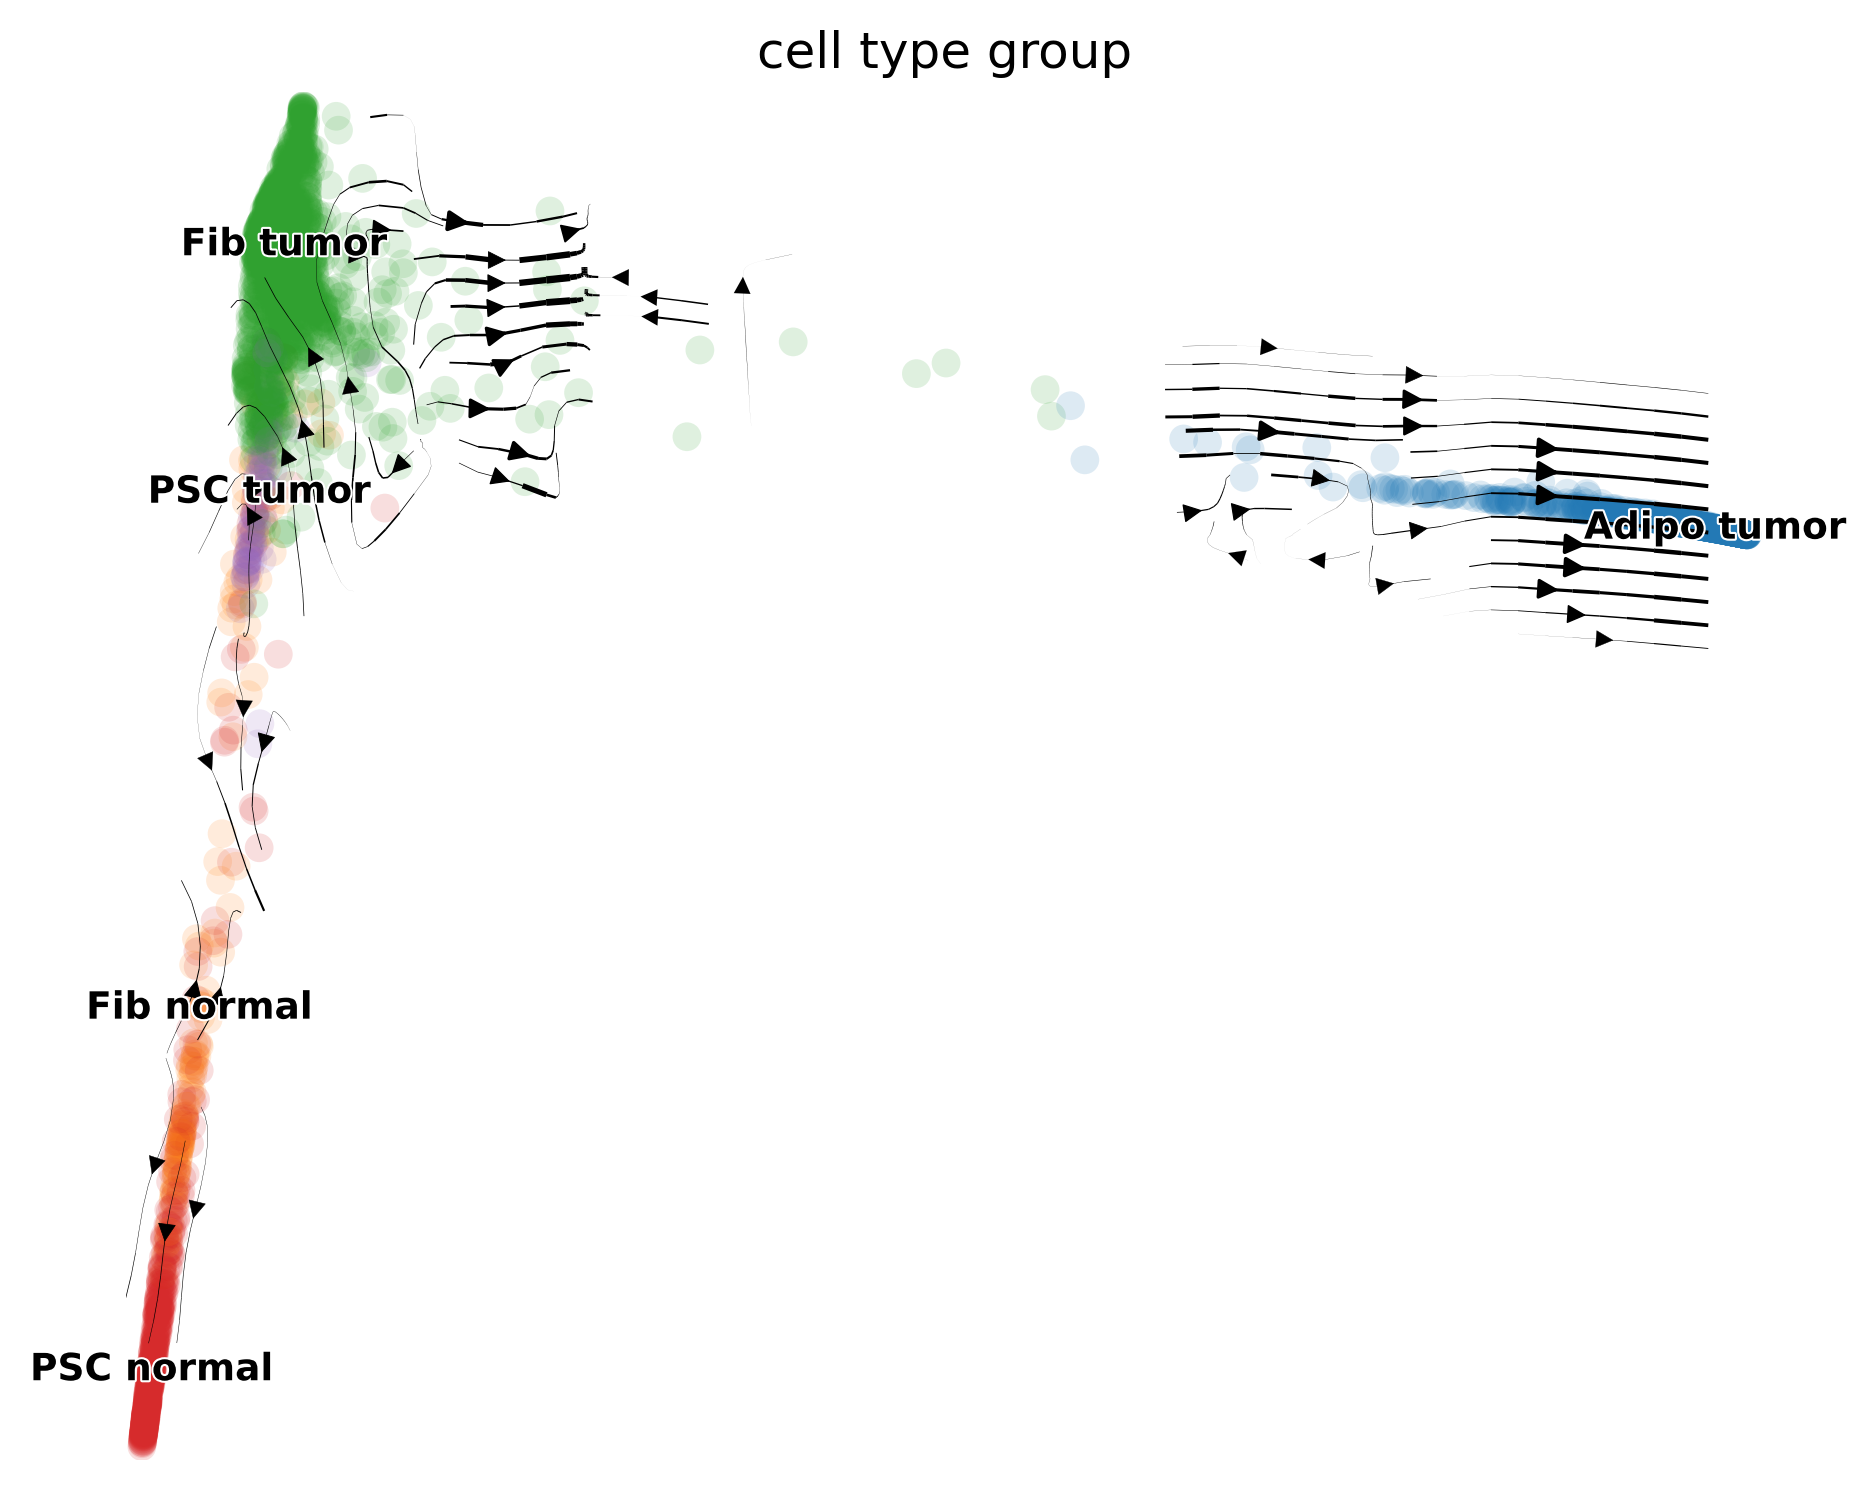 cell type group
Fib tumor
PSC tumor
Adipo tumor
Fib normal
PSC normal